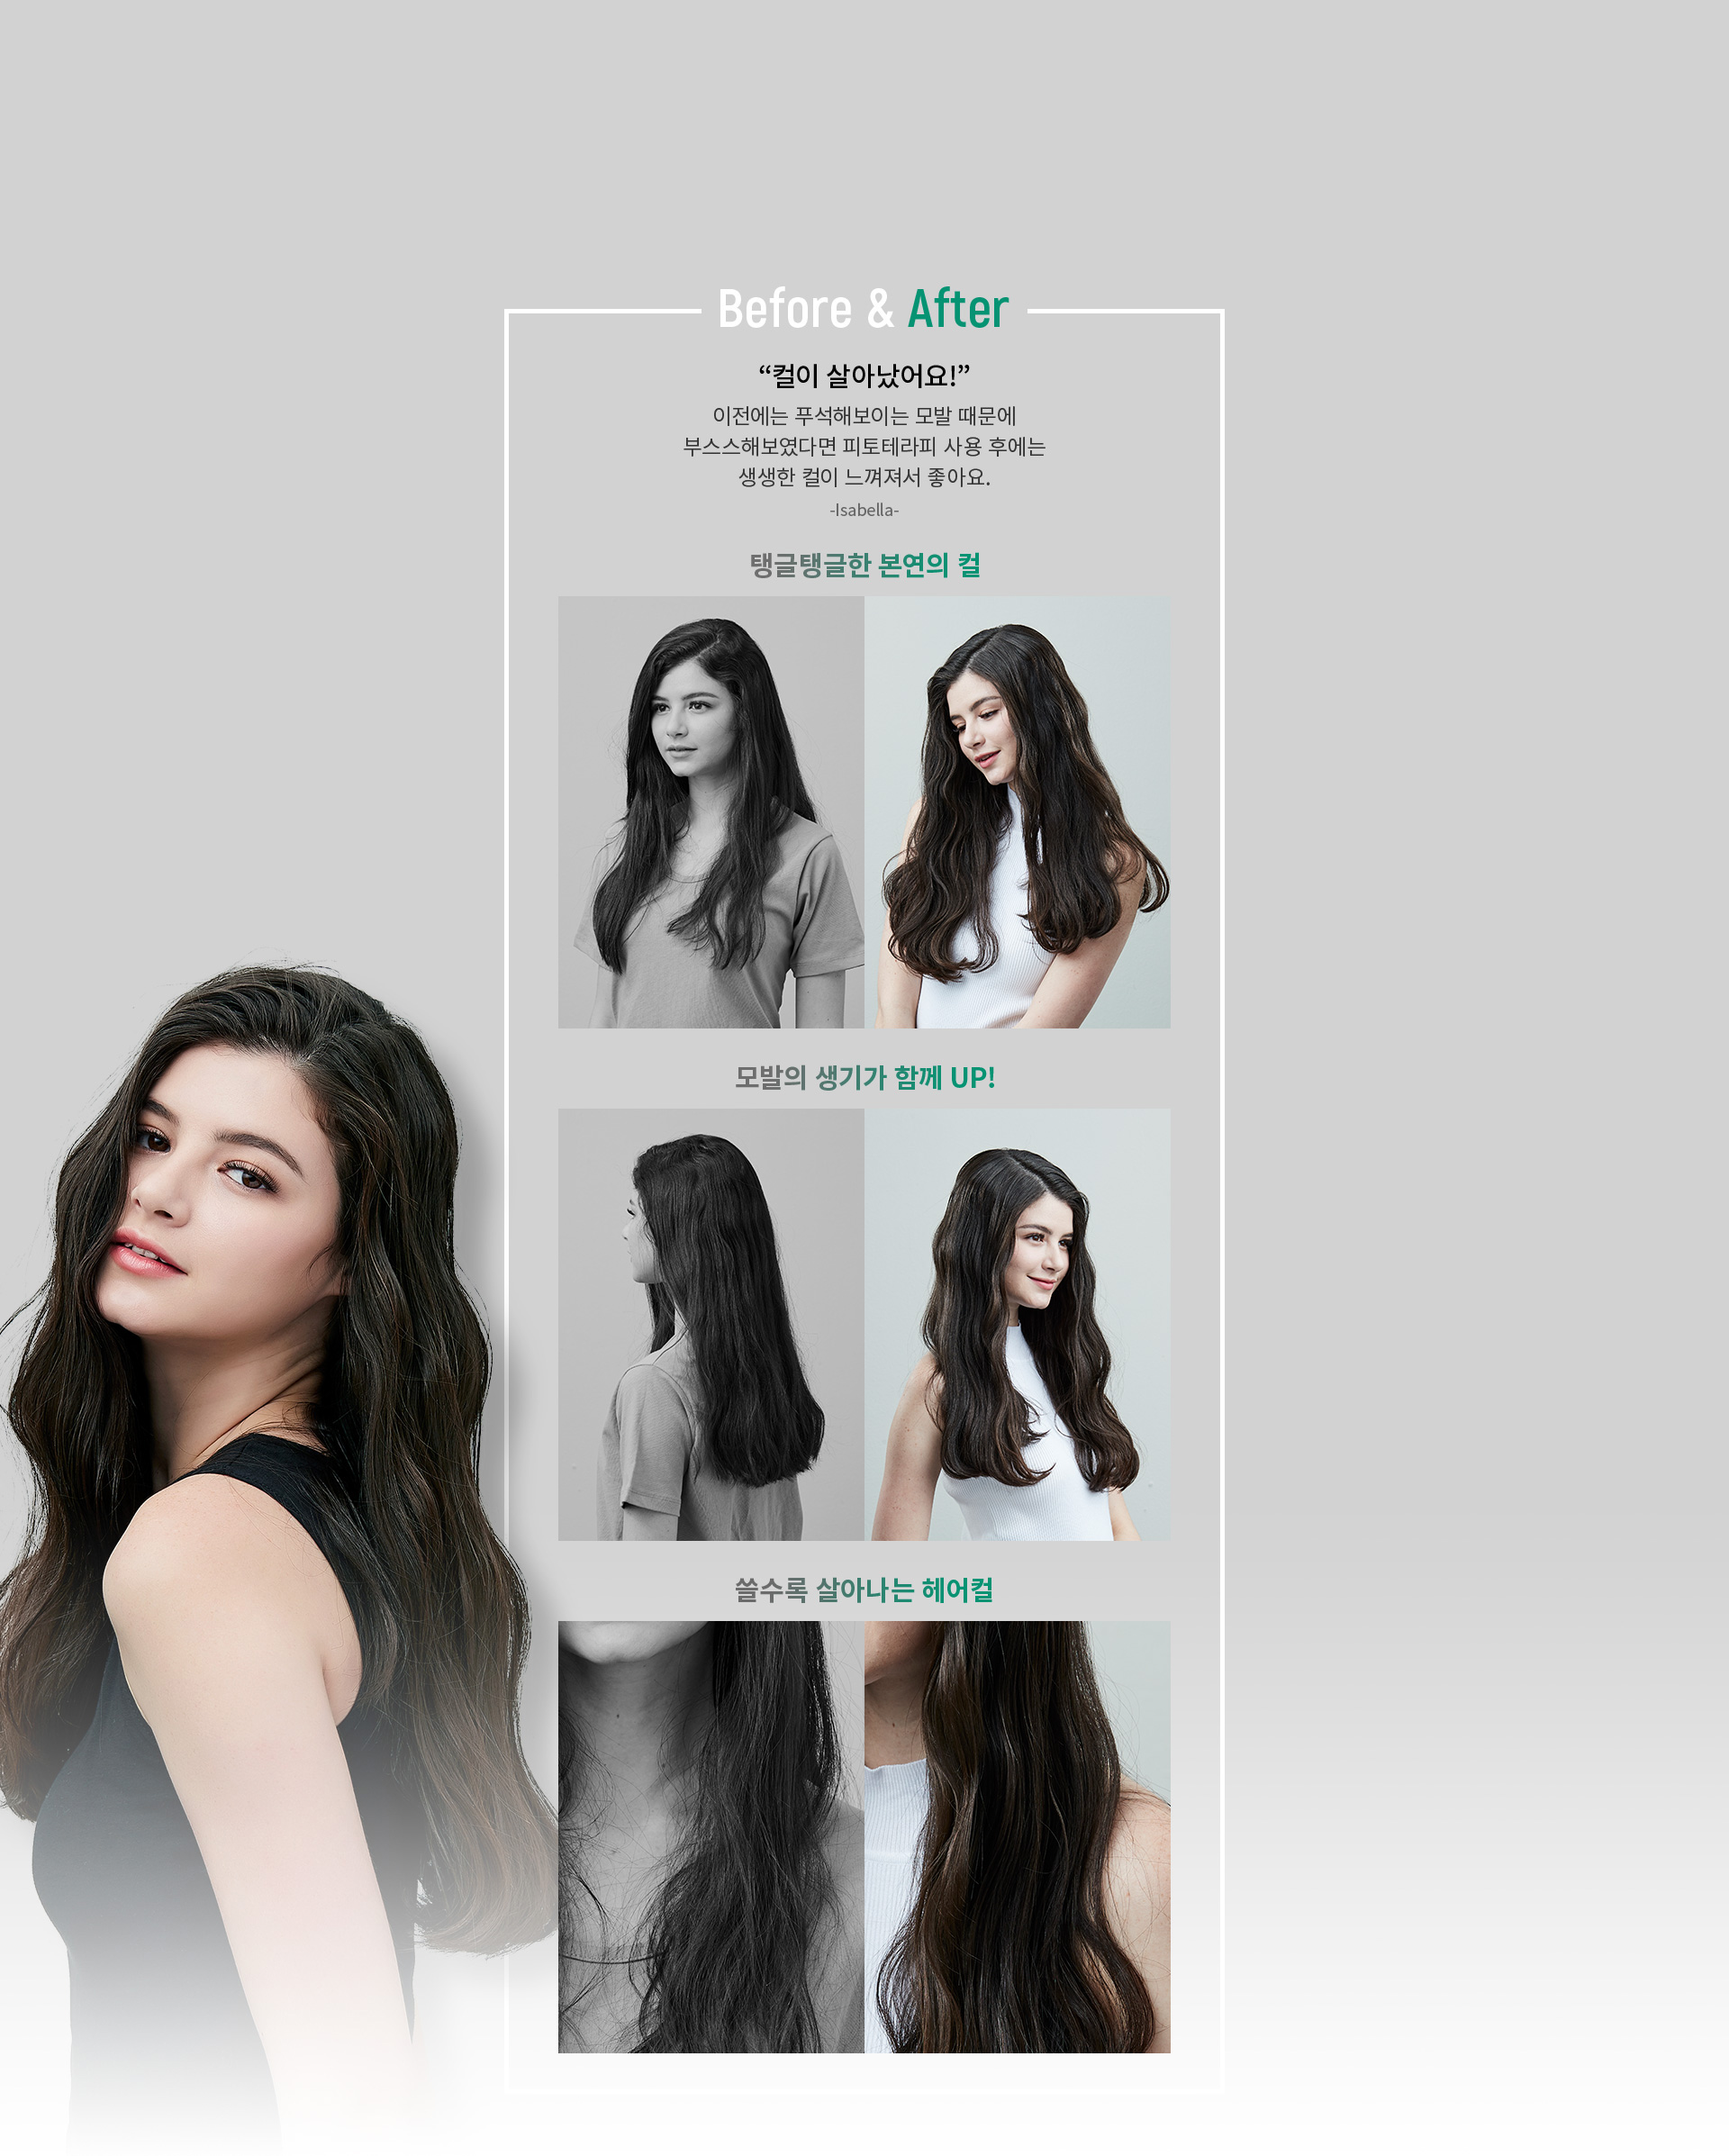 Before & After
“컬이 살아났어요!”
이전에는 푸석해보이는 모발 때문에
부스스해보였다면 피토테라피 사용 후에는
생생한 컬이 느껴져서 좋아요.
-Isabella-
탱글탱글한 본연의 컬
모발의 생기가 함께 UP!
쓸수록 살아나는 헤어컬